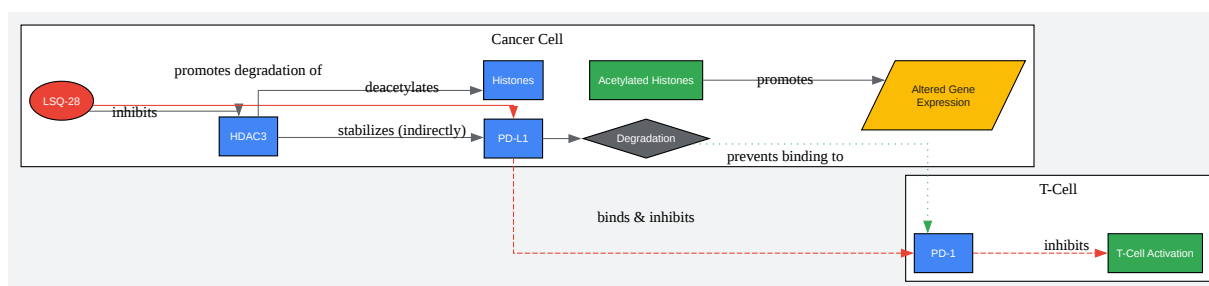 Cancer Cell
promotes degradation of
Histones
Acetylated Histones
promotes
Altered Gene
Expression
deacetylates
LSQ-28
inhibits
HDAC3
stabilizes (indirectly)
PD-L1
Degradation
prevents binding to
T-Cell
binds & inhibits
PD-1
inhibits
T-Cell Activation